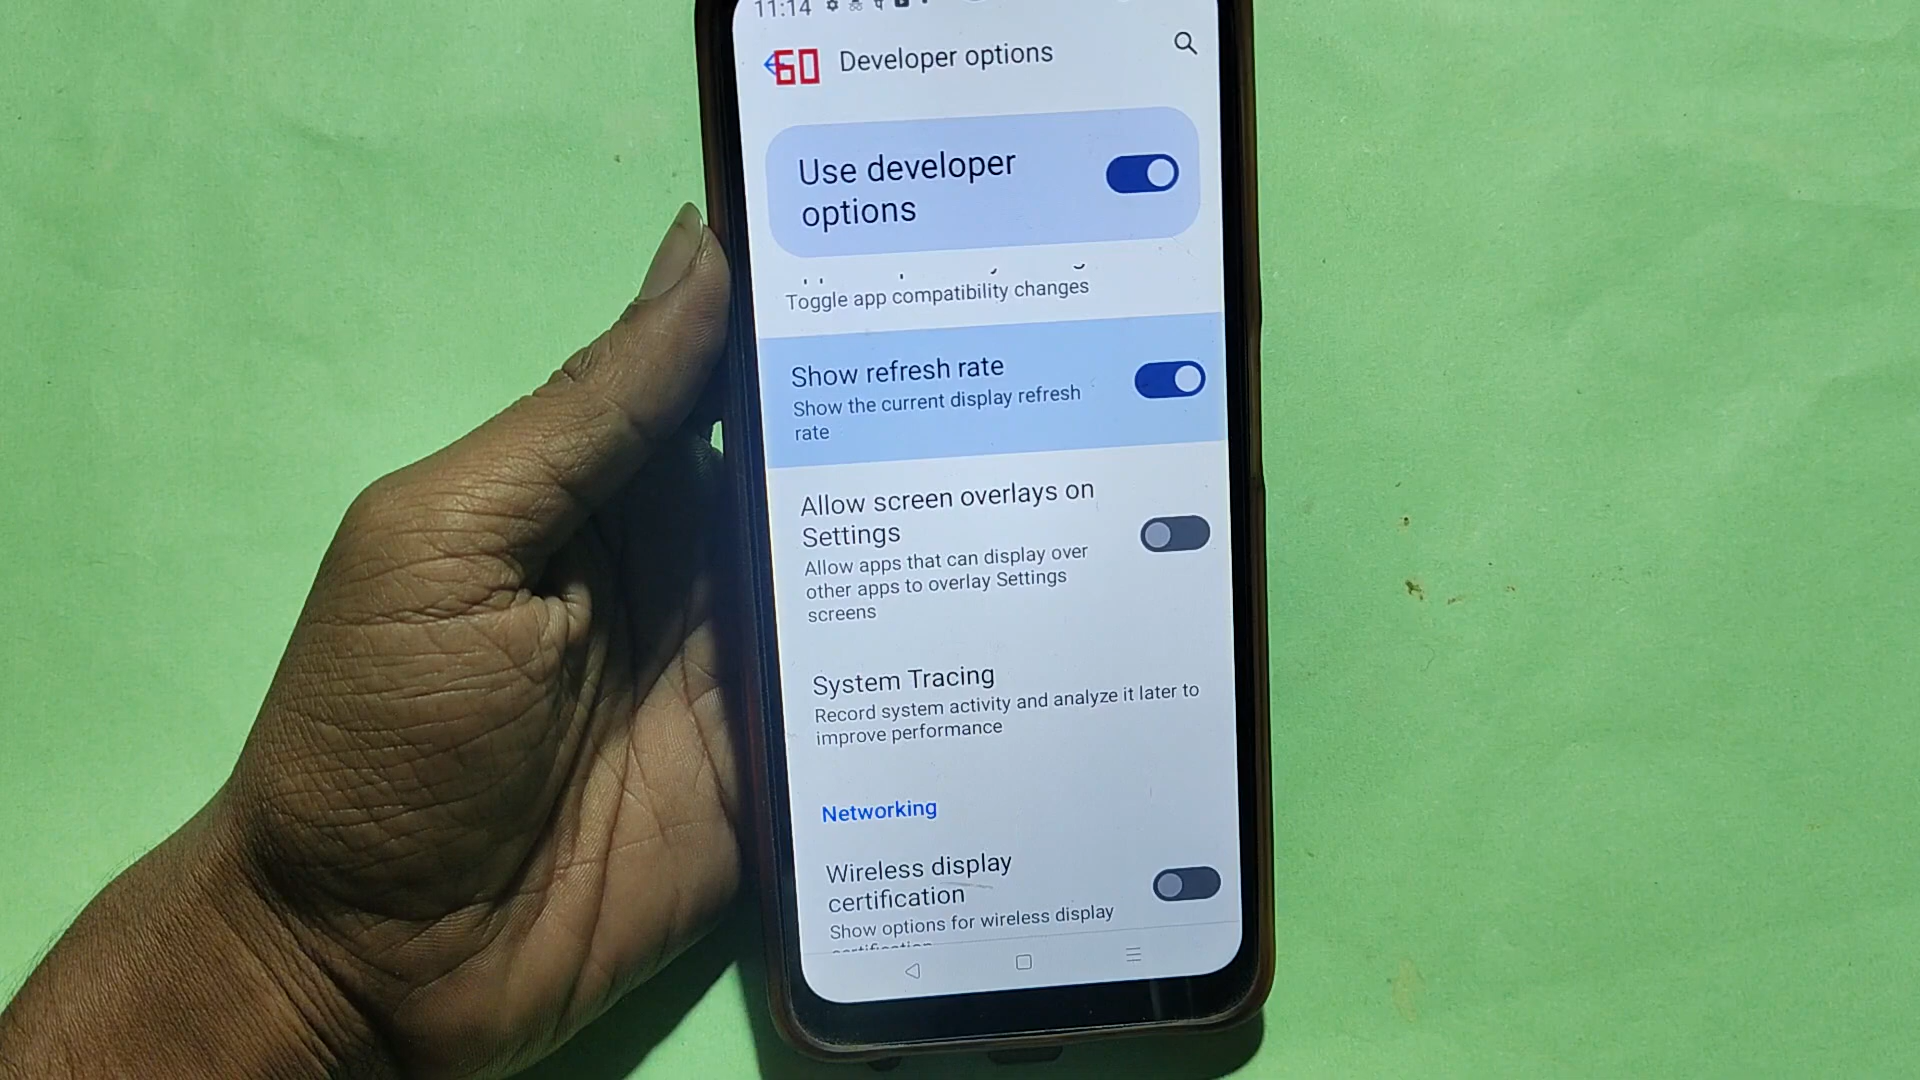 11:14
60 Developer options
Use developer
options
Toggle app compatibility changes
Show refresh rate
Show the current display refresh
rate
Allow screen overlays on
Settings
Allow apps that can display over
other apps to overlay Settings
screens
System Tracing
Record system activity and analyze it later to
improve performance
Networking
Wireless display
certification
Show options for wireless display